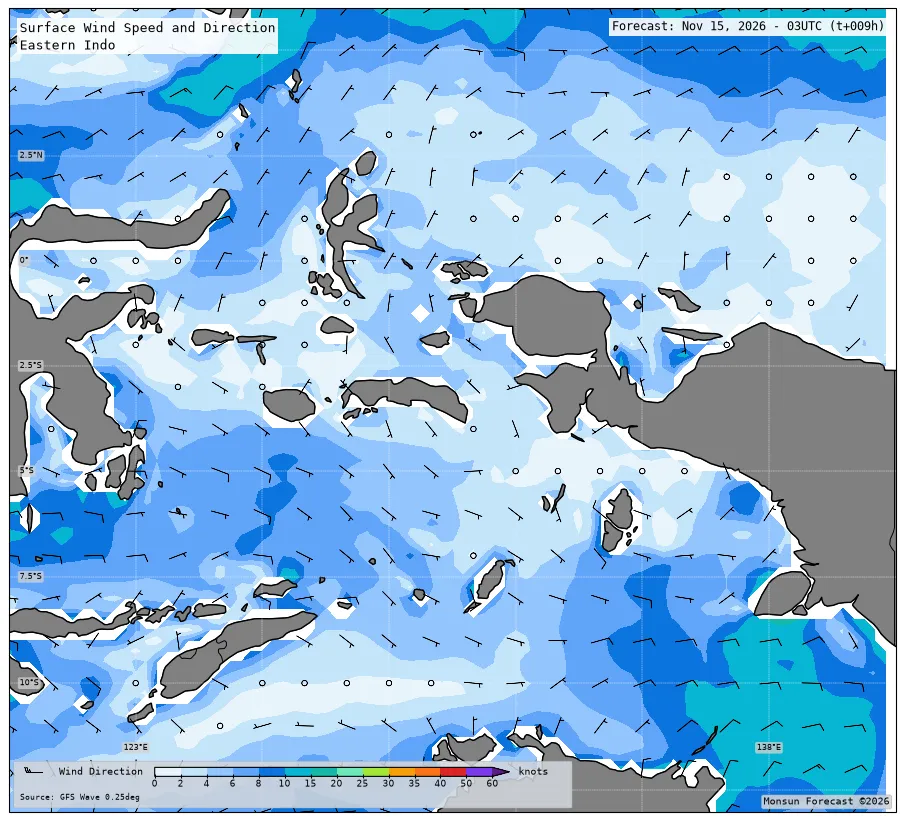 Surface Wind Speed and Direction
Eastern Indo
Forecast: Nov 15, 2026 - 03UTC (t+009h)
2.5°N
0°
2.5°S
5°S
7.5°S
10°S
123°E
138°E
Wind Direction
0 2 4 6 8 10 15 20 25 30 35 40 50 60
knots
Source: GFS Wave 0.25deg
Monsun Forecast ©2026